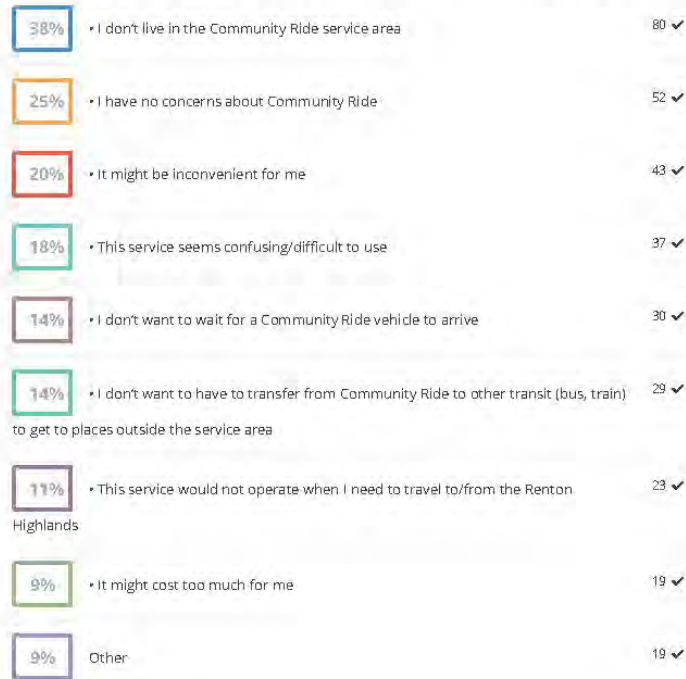 38% • I don't live in the Community Ride service area 80 ✔
25% • I have no concerns about Community Ride 52 ✔
20% • It might be inconvenient for me 43 ✔
18% • This service seems confusing/difficult to use 37 ✔
14% • I don't want to wait for a Community Ride vehicle to arrive 30 ✔
14% • I don't want to have to transfer from Community Ride to other transit (bus, train) 29 ✔
to get to places outside the service area
11% • This service would not operate when I need to travel to/from the Renton 23 ✔
Highlands
9% • It might cost too much for me 19 ✔
9% Other 19 ✔